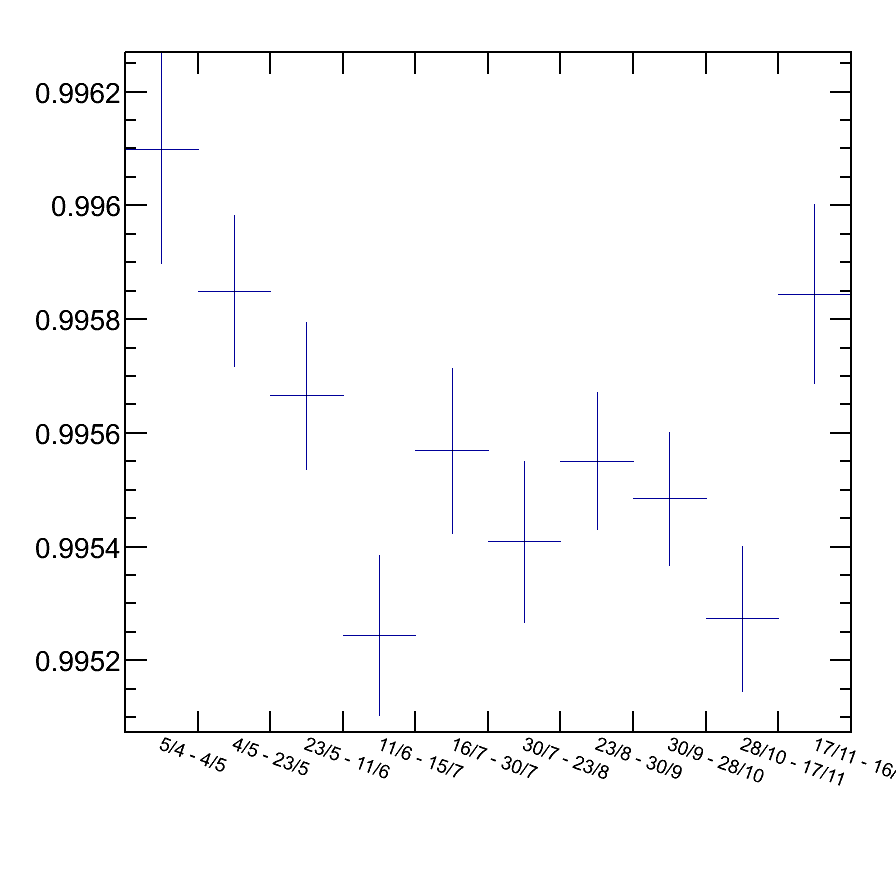 0.9962
0.996
0.9958
0.9956
0.9954
0.9952
5/4 - 4/5
4/5 - 23/5
23/5 - 11/6
11/6 - 15/7
16/7 - 30/7
30/7 - 23/8
23/8 - 30/9
30/9 - 28/10
28/10 - 17/11
17/11 - 16/